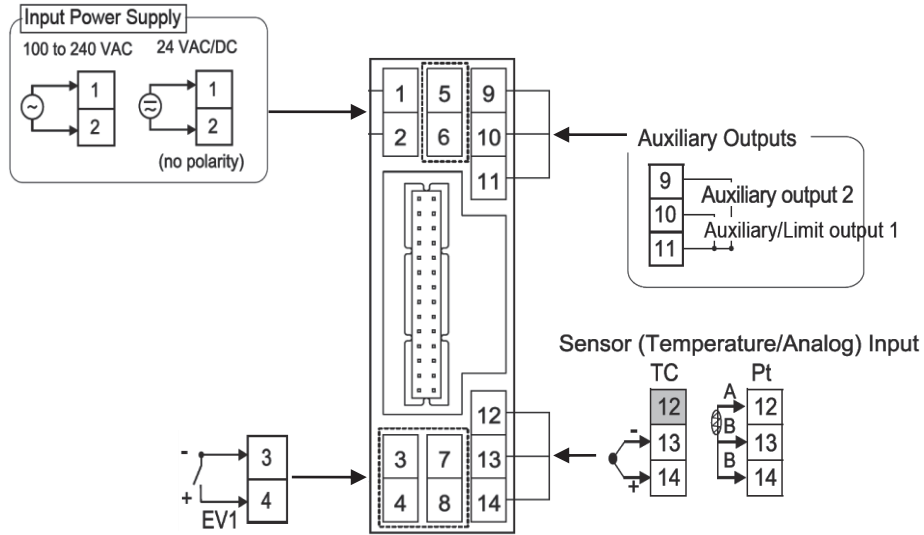 Input Power Supply
100 to 240 VAC 24 VAC/DC
~ 1 1
2 2
(no polarity)
1 5 9
2 6 10
11
Auxiliary Outputs
9
Auxiliary output 2
10
Auxiliary/Limit output 1
11
Sensor (Temperature/Analog) Input
TC Pt
12 A 12
- 13 B 13
+ 14 B 14
12
3 7 13
4 8 14
- 3
+ 4
EV1